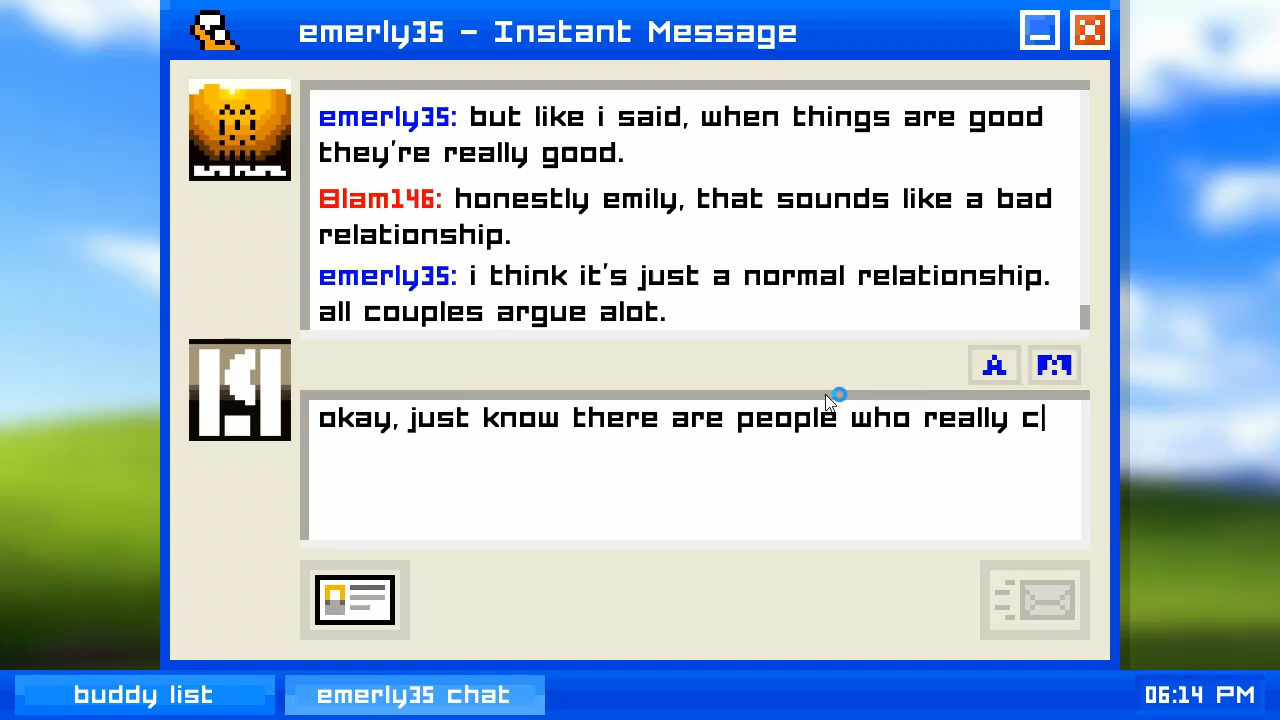 emerly35 - Instant Message
emerly35: but like i said, when things are good
they're really good.
Blam146: honestly emily, that sounds like a bad
relationship.
emerly35: i think it's just a normal relationship.
all couples argue alot.
A
okay, just know there are people who really c
buddy list
emerly35 chat
06:14 PM